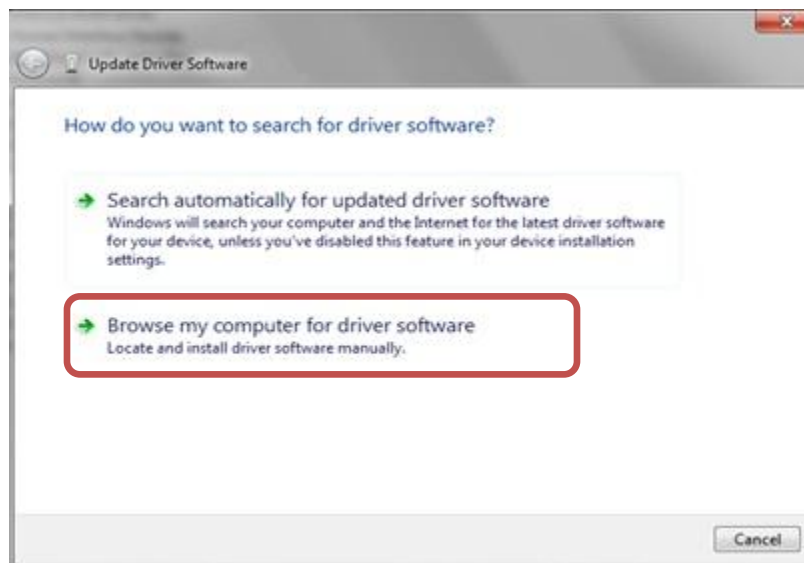 Update Driver Software
How do you want to search for driver software?
Search automatically for updated driver software
Windows will search your computer and the Internet for the latest driver software
for your device, unless you've disabled this feature in your device installation
settings.
Browse my computer for driver software
Locate and install driver software manually.
Cancel